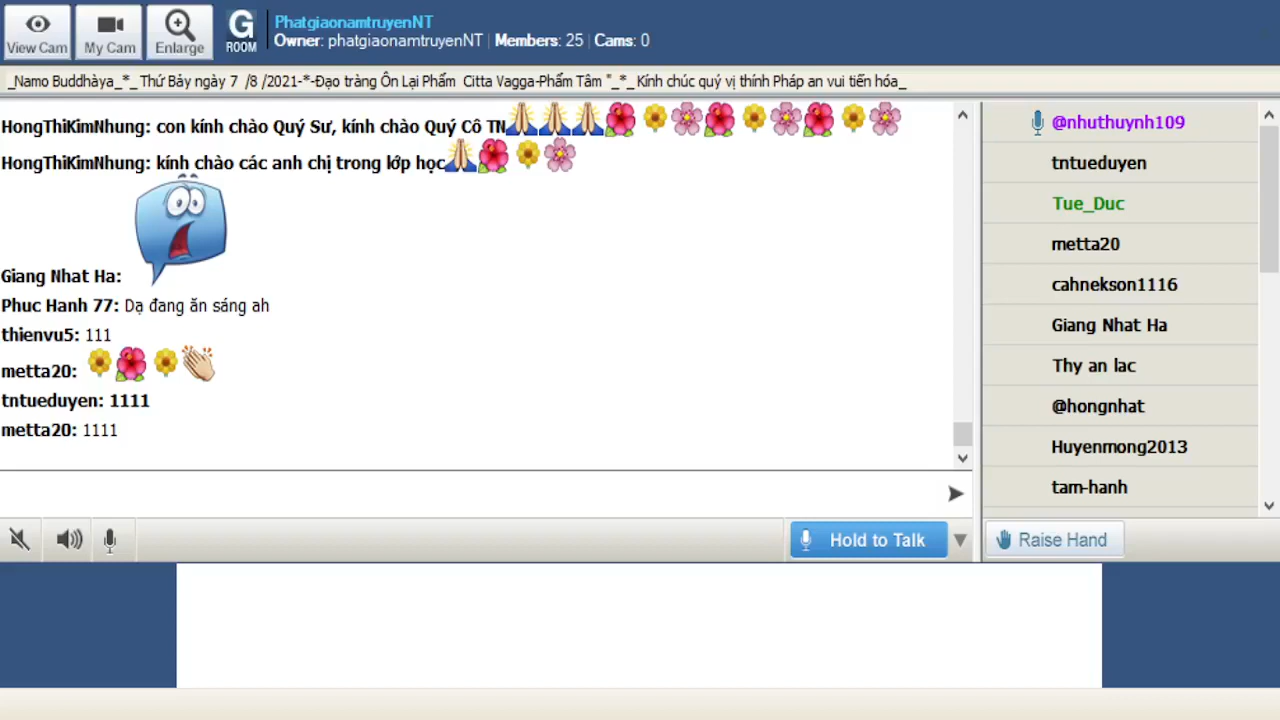 View Cam
My Cam
Enlarge
G
ROOM
PhatgiaonamtruyenNT
Owner: phatgiaonamtruyenNT | Members: 25 | Cams: 0
_Namo Buddhàya_*_Thứ Bảy ngày 7 /8 /2021-*-Đạo tràng Ôn Lại Phẩm Citta Vagga-Phẩm Tâm "_*_Kính chúc quý vị thính Pháp an vui tiến hóa_
HongThiKimNhung: con kính chào Quý Sư, kính chào Quý Cô TN
HongThiKimNhung: kính chào các anh chị trong lớp học
Giang Nhat Ha:
Phuc Hanh 77: Dạ đang ăn sáng ah
thienvu5: 111
metta20:
tntueduyen: 1111
metta20: 1111
@nhuthuynh109
tntueduyen
Tue_Duc
metta20
cahnekson1116
Giang Nhat Ha
Thy an lac
@hongnhat
Huyenmong2013
tam-hanh
Hold to Talk
Raise Hand